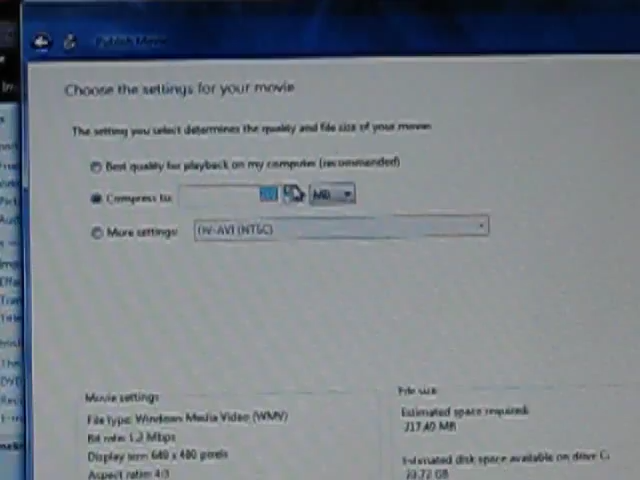 Publish Movie
Choose the settings for your movie
The setting you select determines the quality and file size of your movie.
Best quality for playback on my computer (recommended)
Compress to:
MB
More settings:
DV-AVI (NTSC)
Movie settings
File type: Windows Media Video (WMV)
Bit rate: 1.2 Mbps
Display size: 640 x 480 pixels
Aspect ratio: 4:3
File size
Estimated space required:
217.40 MB
Estimated disk space available on drive C: